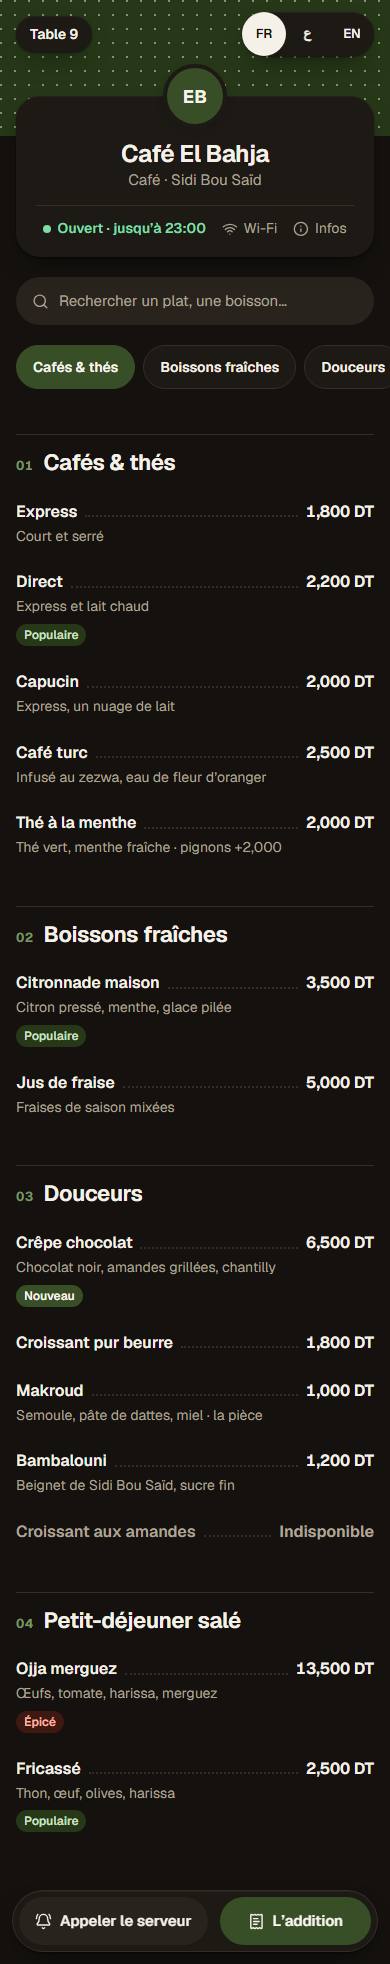 Table 9
FR ع EN
EB
Café El Bahja
Café · Sidi Bou Saïd
Ouvert · jusqu’à 23:00 Wi-Fi Infos
Rechercher un plat, une boisson…
Cafés & thés Boissons fraîches Douceurs
01 Cafés & thés
Express 1,800 DT
Court et serré
Direct 2,200 DT
Express et lait chaud
Populaire
Capucin 2,000 DT
Express, un nuage de lait
Café turc 2,500 DT
Infusé au zezwa, eau de fleur d’oranger
Thé à la menthe 2,000 DT
Thé vert, menthe fraîche · pignons +2,000
02 Boissons fraîches
Citronnade maison 3,500 DT
Citron pressé, menthe, glace pilée
Populaire
Jus de fraise 5,000 DT
Fraises de saison mixées
03 Douceurs
Crêpe chocolat 6,500 DT
Chocolat noir, amandes grillées, chantilly
Nouveau
Croissant pur beurre 1,800 DT
Makroud 1,000 DT
Semoule, pâte de dattes, miel · la pièce
Bambalouni 1,200 DT
Beignet de Sidi Bou Saïd, sucre fin
Croissant aux amandes Indisponible
04 Petit-déjeuner salé
Ojja merguez 13,500 DT
Œufs, tomate, harissa, merguez
Épicé
Fricassé 2,500 DT
Thon, œuf, olives, harissa
Populaire
Appeler le serveur L’addition